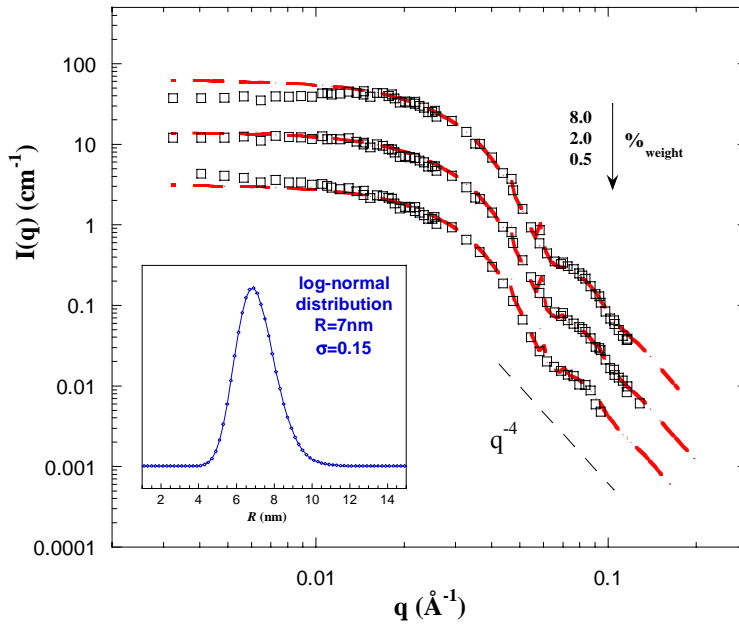 100
10
1
0.1
0.01
0.001
0.0001
I(q) (cm⁻¹)
8.0
2.0
0.5
%weight
log-normal
distribution
R=7nm
σ=0.15
2 4 6 8 10 12 14
R (nm)
q⁻⁴
0.01 0.1
q (Å⁻¹)